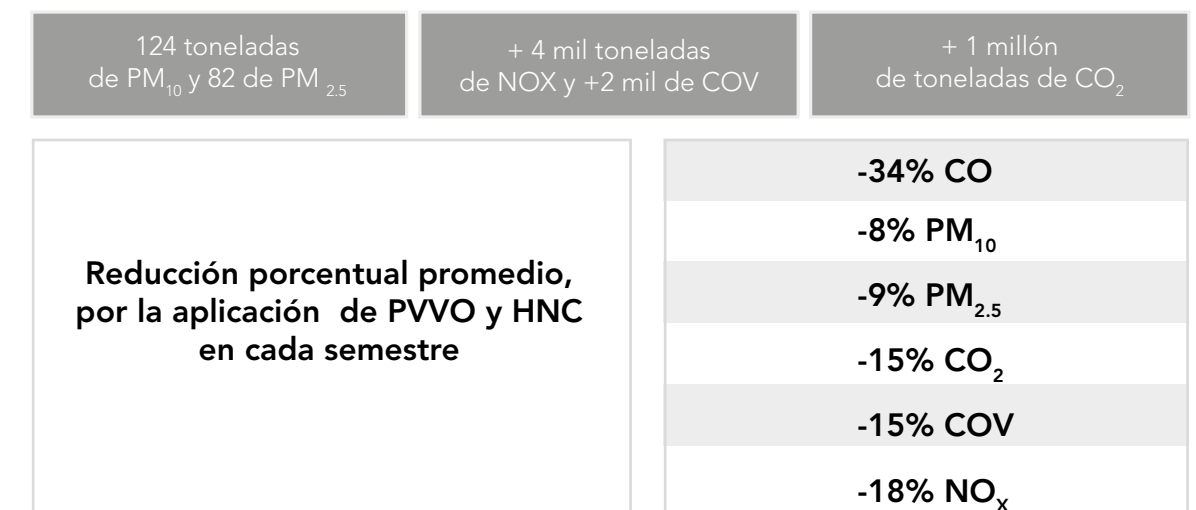 124 toneladas
de PM10 y 82 de PM 2.5
+ 4 mil toneladas
de NOX y +2 mil de COV
+ 1 millón
de toneladas de CO2
Reducción porcentual promedio,
por la aplicación de PVVO y HNC
en cada semestre
-34% CO
-8% PM10
-9% PM2.5
-15% CO2
-15% COV
-18% NOX